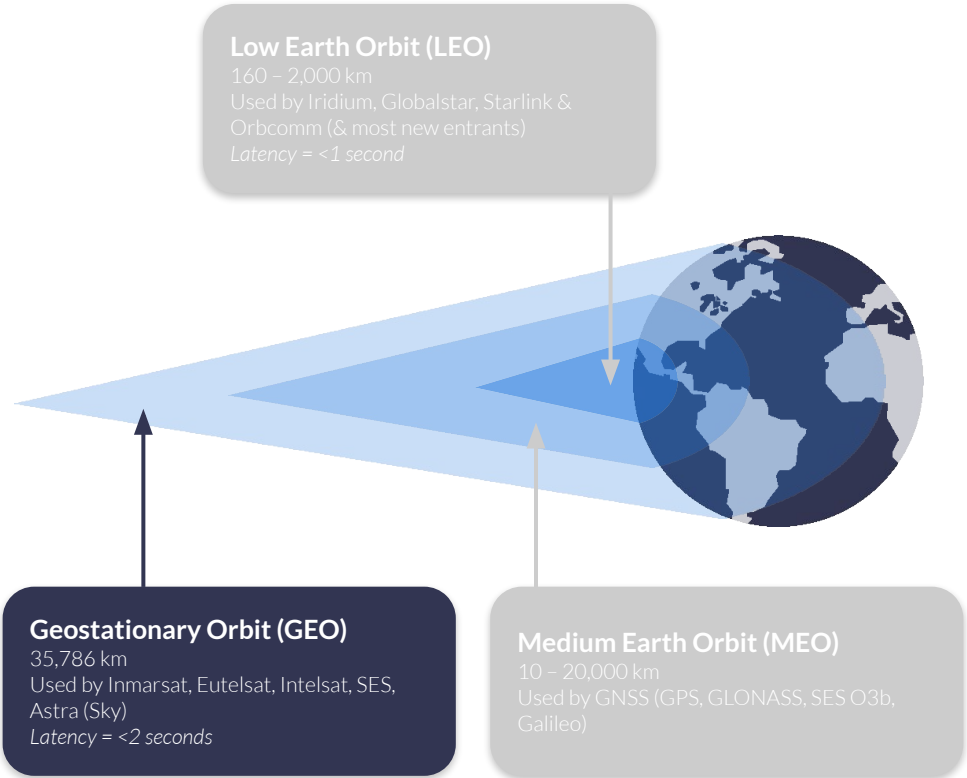 Low Earth Orbit (LEO)
160 – 2,000 km
Used by Iridium, Globalstar, Starlink &
Orbcomm (& most new entrants)
Latency = <1 second
Geostationary Orbit (GEO)
35,786 km
Used by Inmarsat, Eutelsat, Intelsat, SES,
Astra (Sky)
Latency = <2 seconds
Medium Earth Orbit (MEO)
10 – 20,000 km
Used by GNSS (GPS, GLONASS, SES O3b,
Galileo)